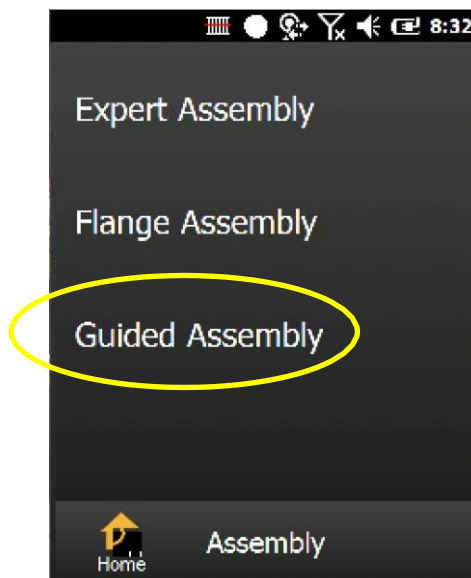 8:32
Expert Assembly
Flange Assembly
Guided Assembly
Home
Assembly